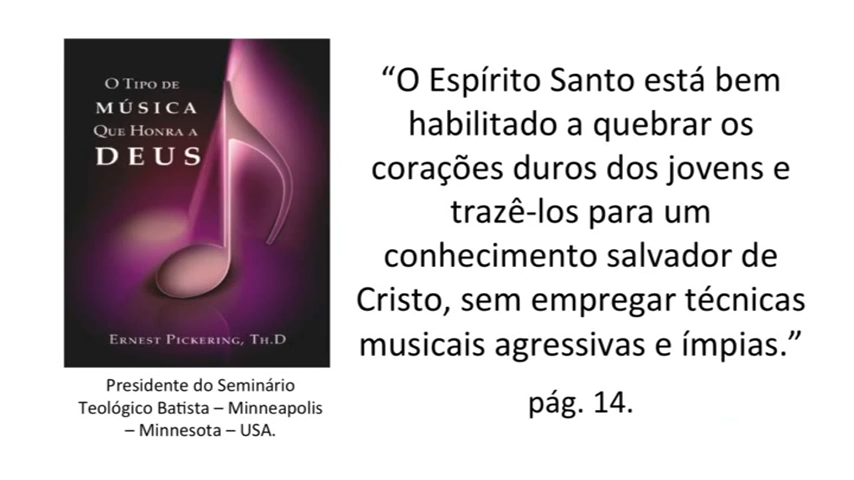 O TIPO DE
MÚSICA
QUE HONRA A
DEUS
ERNEST PICKERING, TH.D
Presidente do Seminário
Teológico Batista – Minneapolis
– Minnesota – USA.
“O Espírito Santo está bem
habilitado a quebrar os
corações duros dos jovens e
trazê-los para um
conhecimento salvador de
Cristo, sem empregar técnicas
musicais agressivas e ímpias.”
pág. 14.